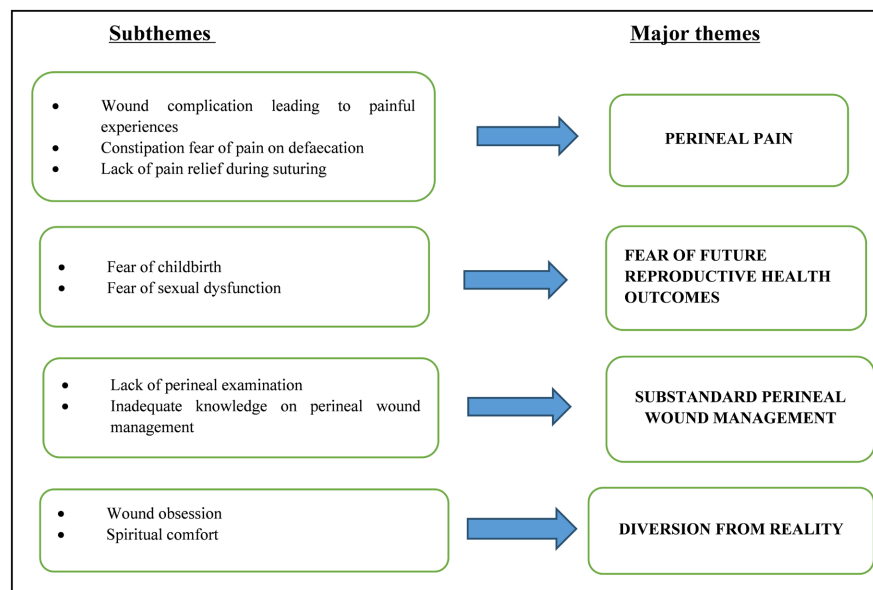 Subthemes
Major themes
• Wound complication leading to painful
experiences
• Constipation fear of pain on defaecation
• Lack of pain relief during suturing
PERINEAL PAIN
• Fear of childbirth
• Fear of sexual dysfunction
FEAR OF FUTURE
REPRODUCTIVE HEALTH
OUTCOMES
• Lack of perineal examination
• Inadequate knowledge on perineal wound
management
SUBSTANDARD PERINEAL
WOUND MANAGEMENT
• Wound obsession
• Spiritual comfort
DIVERSION FROM REALITY